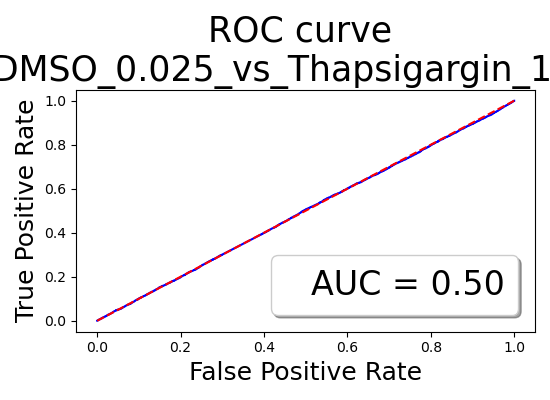 ROC curve
DMSO_0.025_vs_Thapsigargin_1
True Positive Rate
1.0
0.8
0.6
0.4
0.2
0.0
AUC = 0.50
0.0 0.2 0.4 0.6 0.8 1.0
False Positive Rate